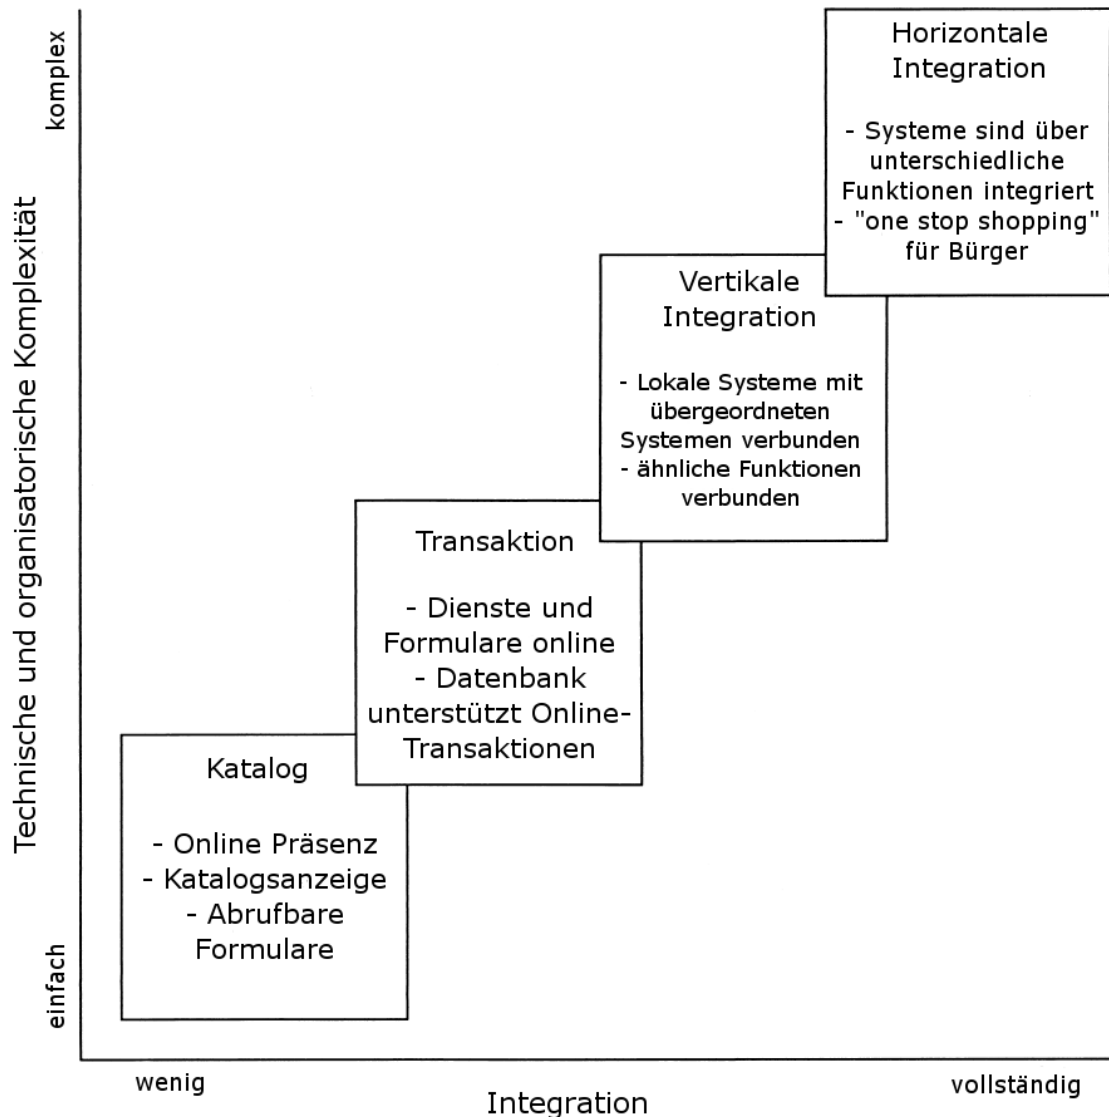 komplex
Technische und organisatorische Komplexität
einfach
Horizontale
Integration
- Systeme sind über
unterschiedliche
Funktionen integriert
- "one stop shopping"
für Bürger
Vertikale
Integration
- Lokale Systeme mit
übergeordneten
Systemen verbunden
- ähnliche Funktionen
verbunden
Transaktion
- Dienste und
Formulare online
- Datenbank
unterstützt Online-
Transaktionen
Katalog
- Online Präsenz
- Katalogsanzeige
- Abrufbare
Formulare
wenig
Integration
vollständig